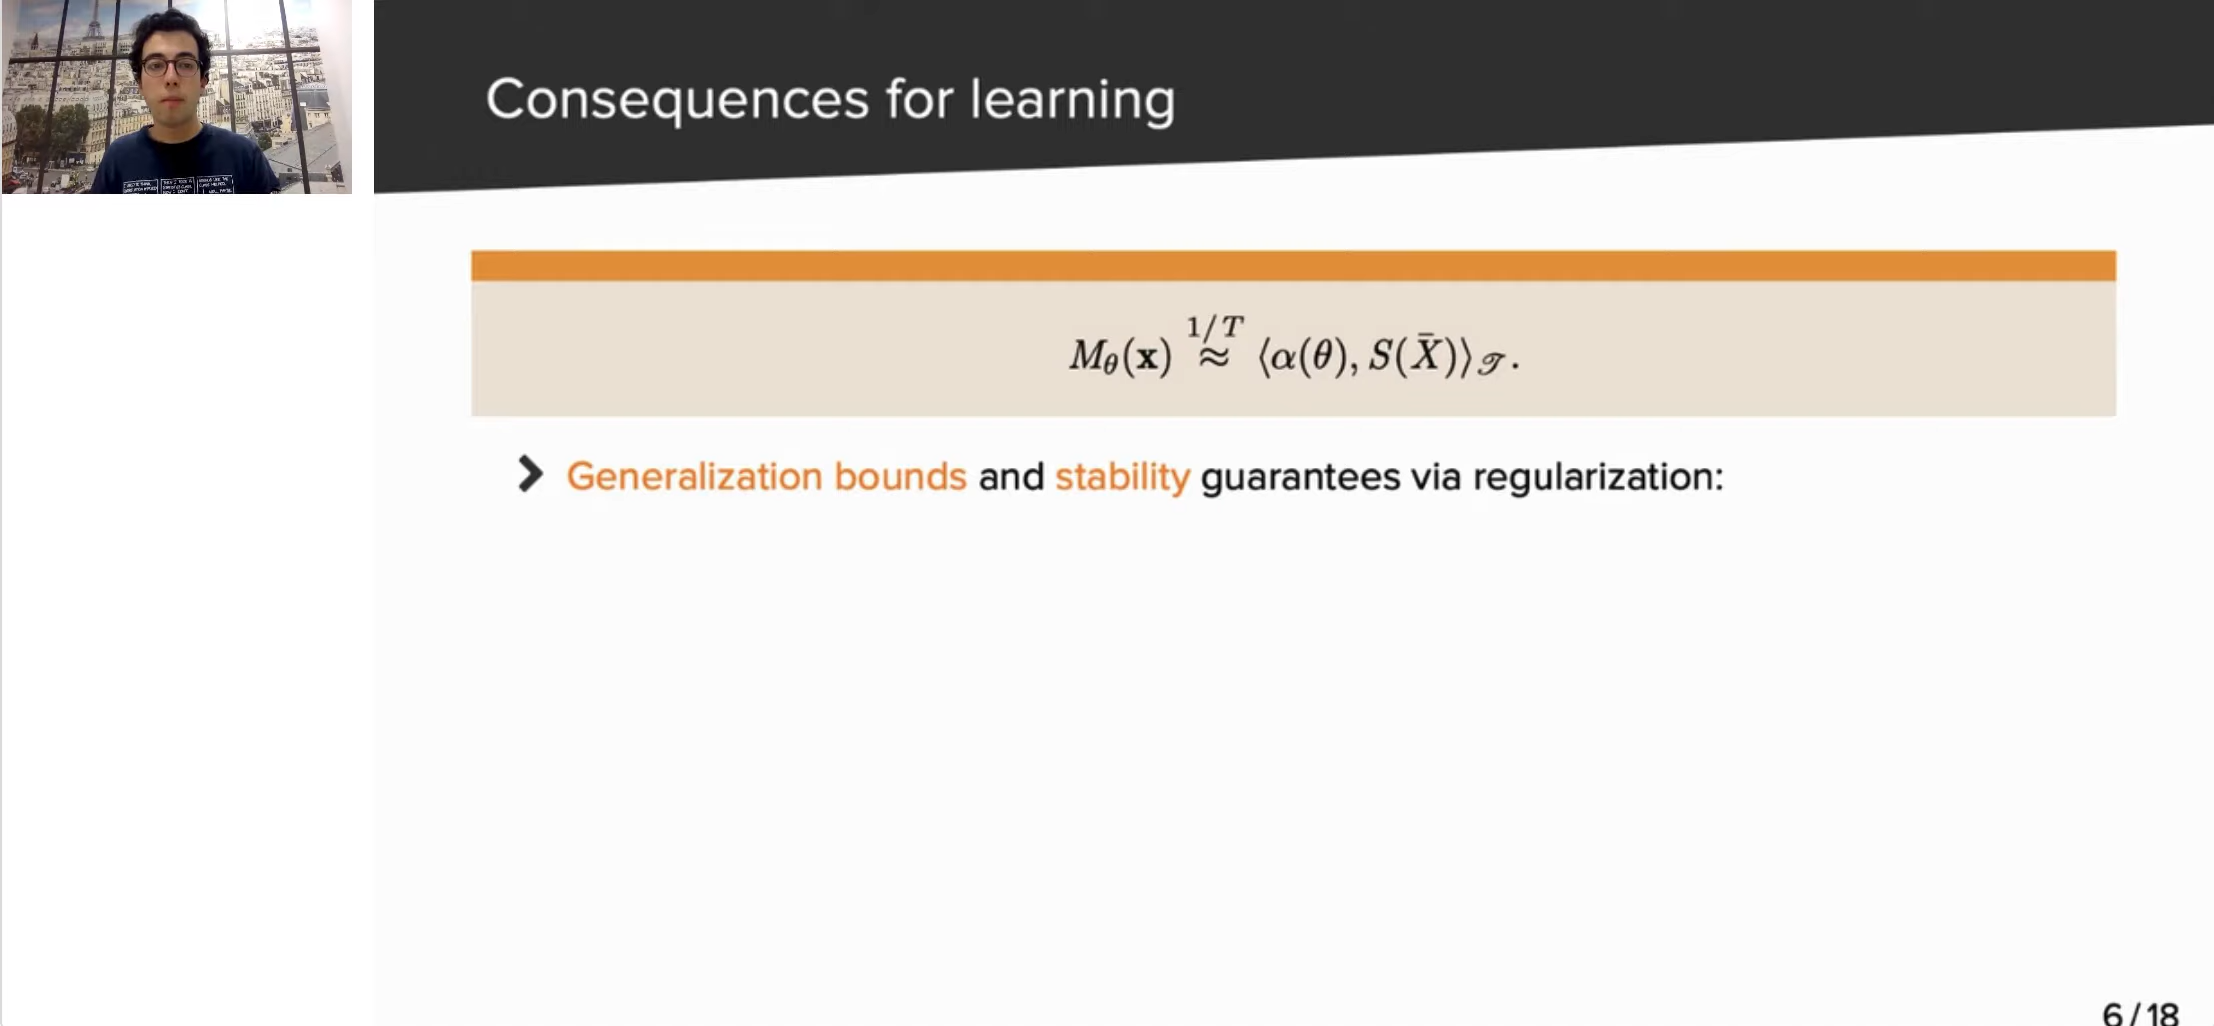 Consequences for learning
M_θ(𝐱) ≈^{1/T} ⟨α(θ), S(X̄)⟩_𝒯.
Generalization bounds and stability guarantees via regularization:
6 / 18